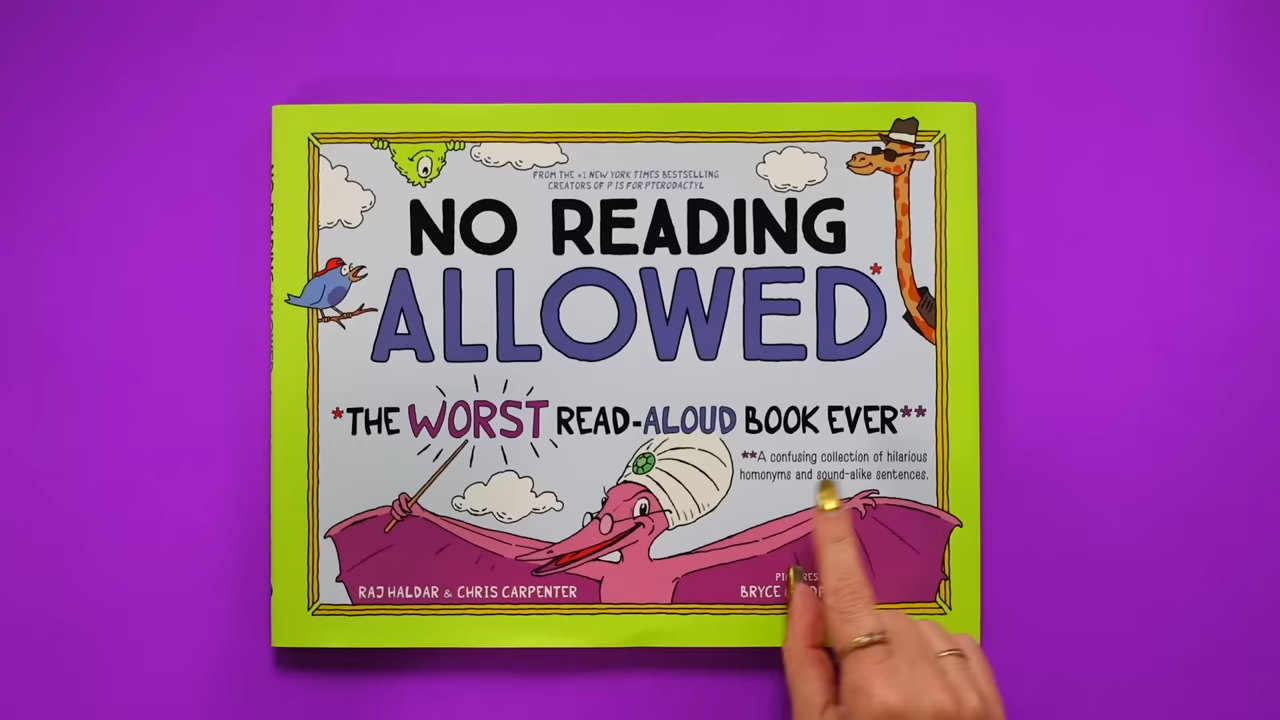 FROM THE #1 NEW YORK TIMES BESTSELLING
CREATORS OF P IS FOR PTERODACTYL
NO READING
ALLOWED*
*THE WORST READ-ALOUD BOOK EVER**
**A confusing collection of hilarious
homonyms and sound-alike sentences.
RAJ HALDAR & CHRIS CARPENTER
BRYCE